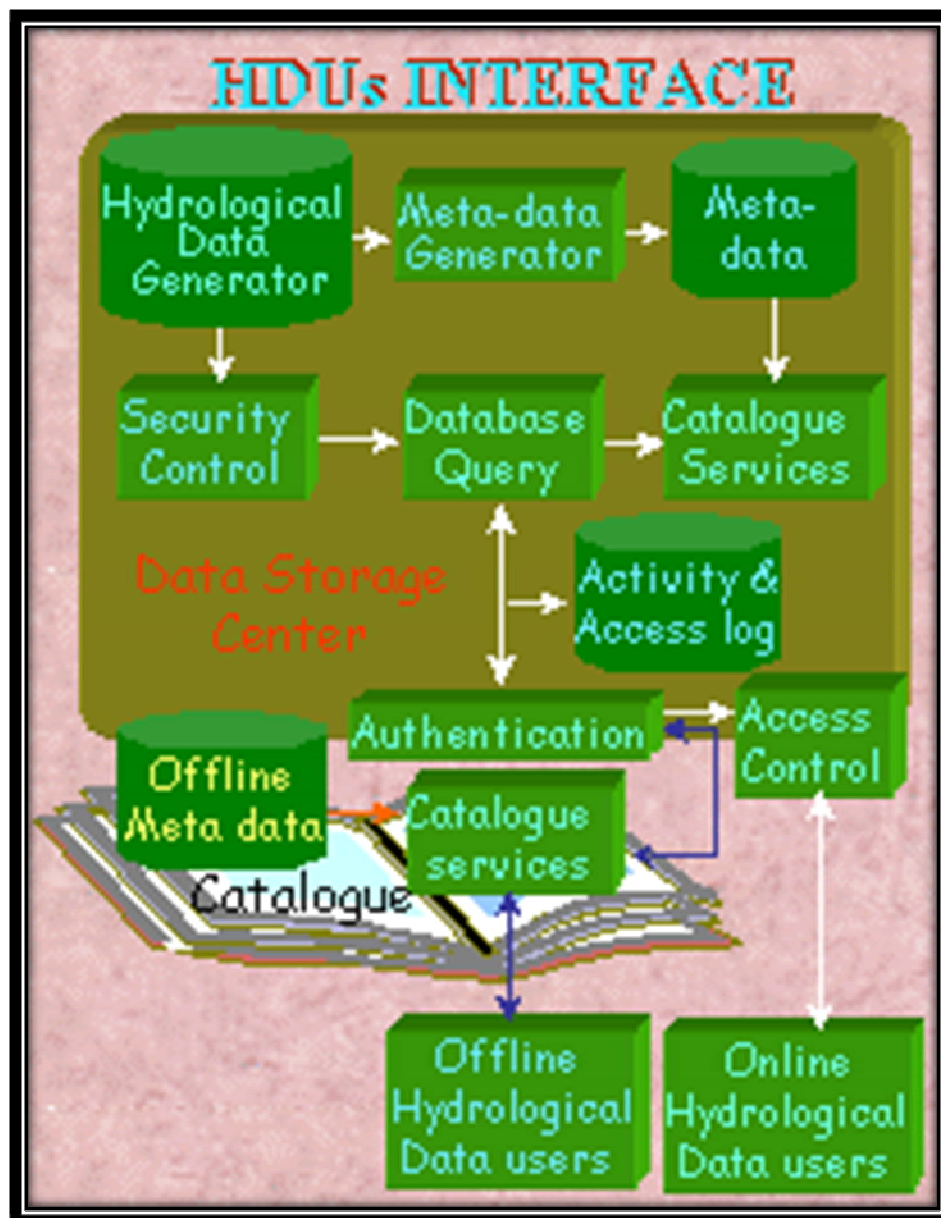 HDUs INTERFACE
Hydrological
Data
Generator
Meta-data
Generator
Meta-
data
Security
Control
Database
Query
Catalogue
Services
Data Storage
Center
Activity &
Access log
Authentication
Access
Control
Offline
Meta data
Catalogue
services
Catalogue
Offline
Hydrological
Data users
Online
Hydrological
Data users